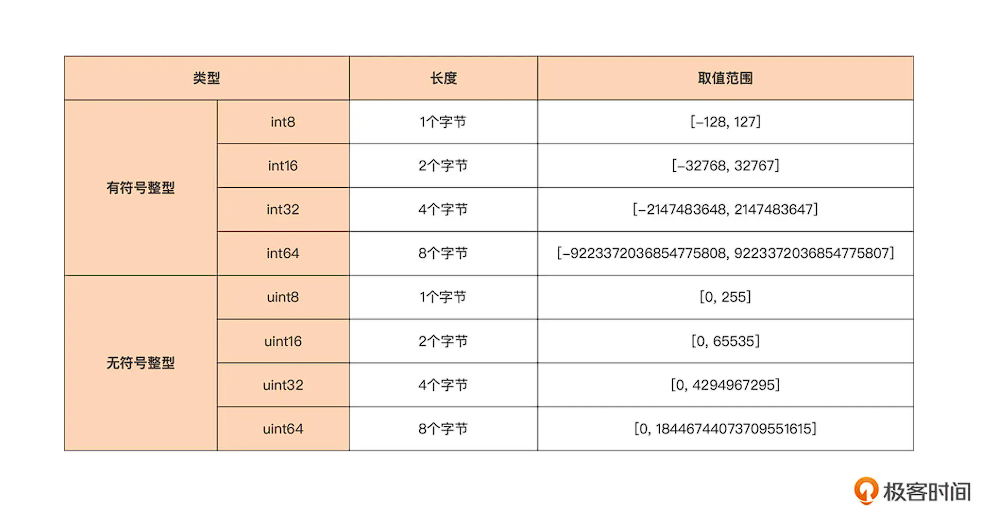 类型 长度 取值范围
有符号整型
int8 1个字节 [-128, 127]
int16 2个字节 [-32768, 32767]
int32 4个字节 [-2147483648, 2147483647]
int64 8个字节 [-9223372036854775808, 9223372036854775807]
无符号整型
uint8 1个字节 [0, 255]
uint16 2个字节 [0, 65535]
uint32 4个字节 [0, 4294967295]
uint64 8个字节 [0, 18446744073709551615]
极客时间